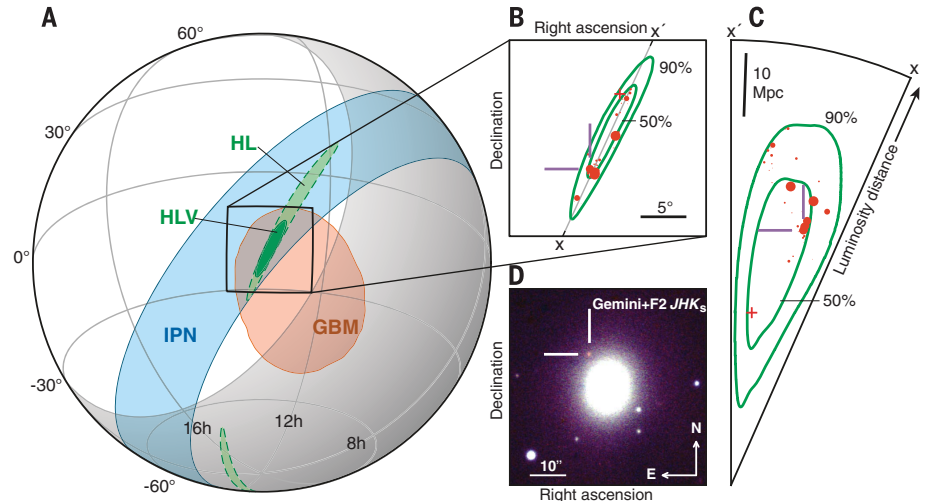 A
60°
30°
0°
-30°
-60°
HL
HLV
IPN
GBM
16h
12h
8h
B
Right ascension
x´
Declination
90%
50%
5°
x
C
x´
x
10
Mpc
90%
Luminosity distance
50%
x
D
Gemini+F2 JHKs
Declination
N
E
10"
Right ascension